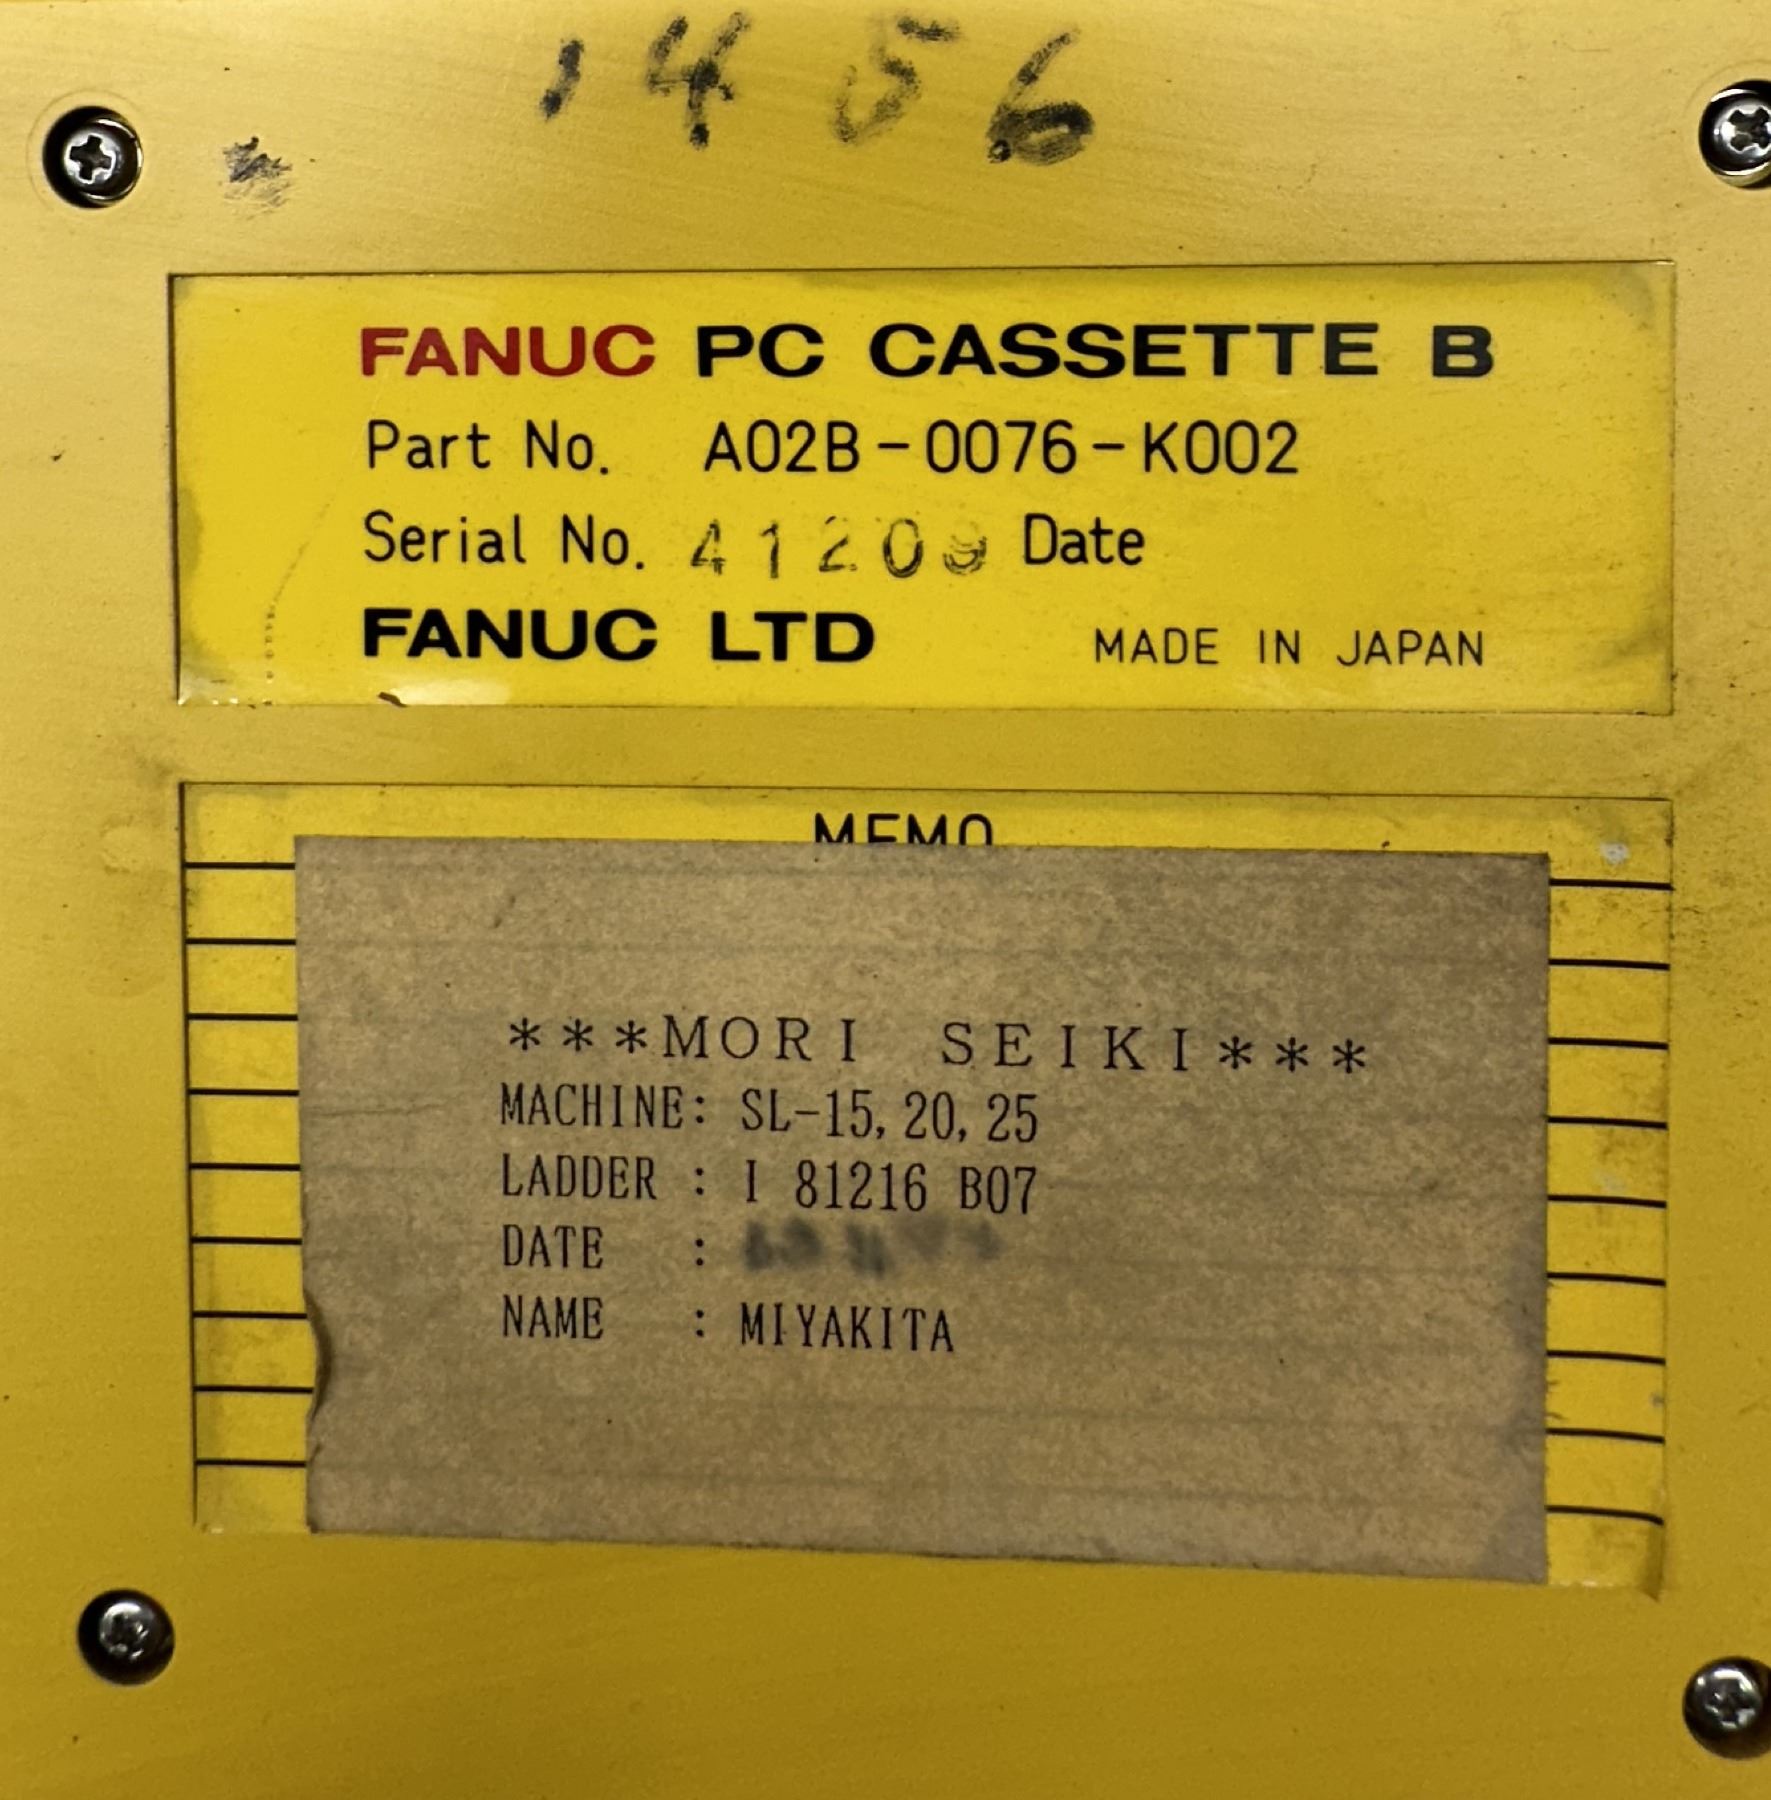 1456
FANUC PC CASSETTE B
Part No. A02B-0076-K002
Serial No. Date
FANUC LTD MADE IN JAPAN
MEMO
***MORI SEIKI***
MACHINE: SL-15, 20, 25
LADDER : I 81216 B07
DATE :
NAME : MIYAKITA